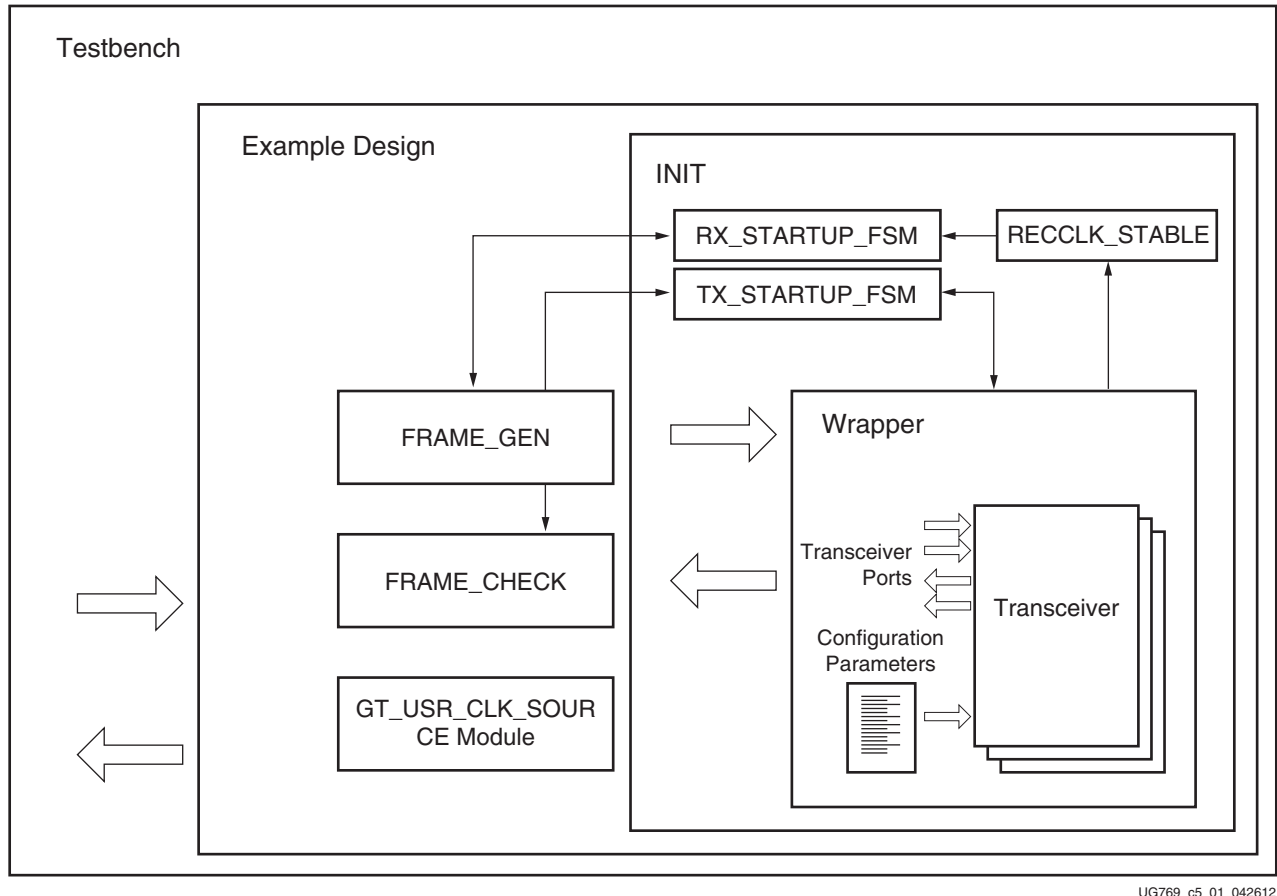 Testbench
Example Design
INIT
RX_STARTUP_FSM
RECCLK_STABLE
TX_STARTUP_FSM
FRAME_GEN
Wrapper
FRAME_CHECK
Transceiver
Ports
Transceiver
Configuration
Parameters
GT_USR_CLK_SOUR
CE Module
UG769_c5_01_042612